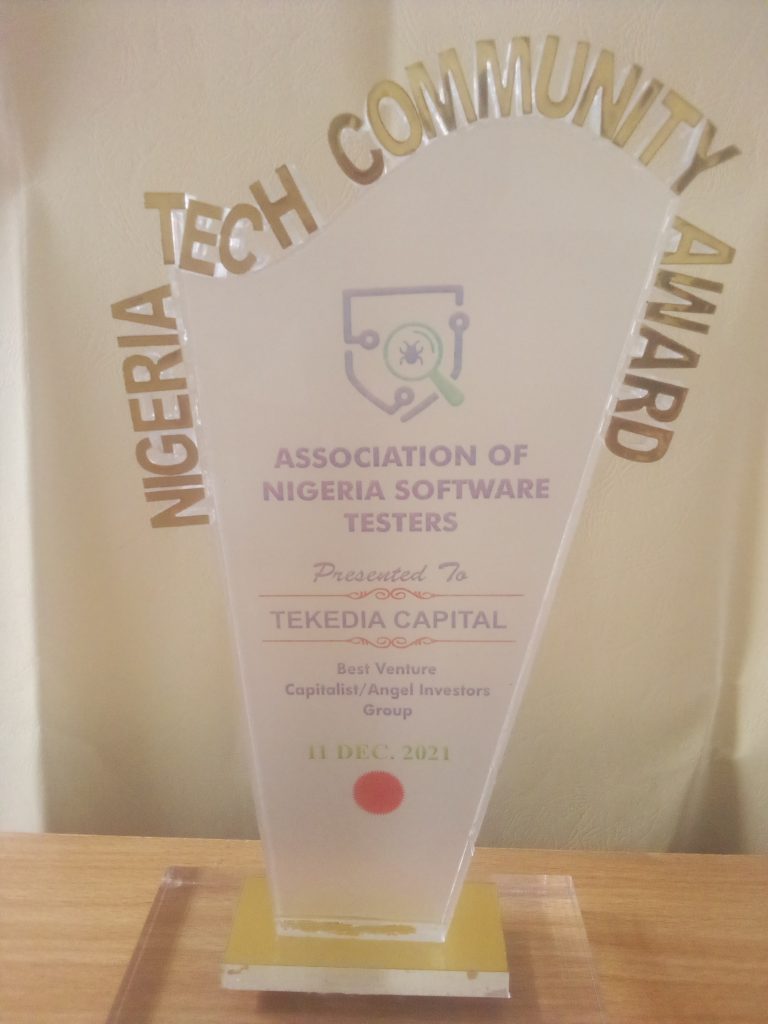 NIGERIA TECH COMMUNITY AWARD
ASSOCIATION OF
NIGERIA SOFTWARE
TESTERS
Presented To
TEKEDIA CAPITAL
Best Venture
Capitalist/Angel Investors
Group
11 DEC. 2021